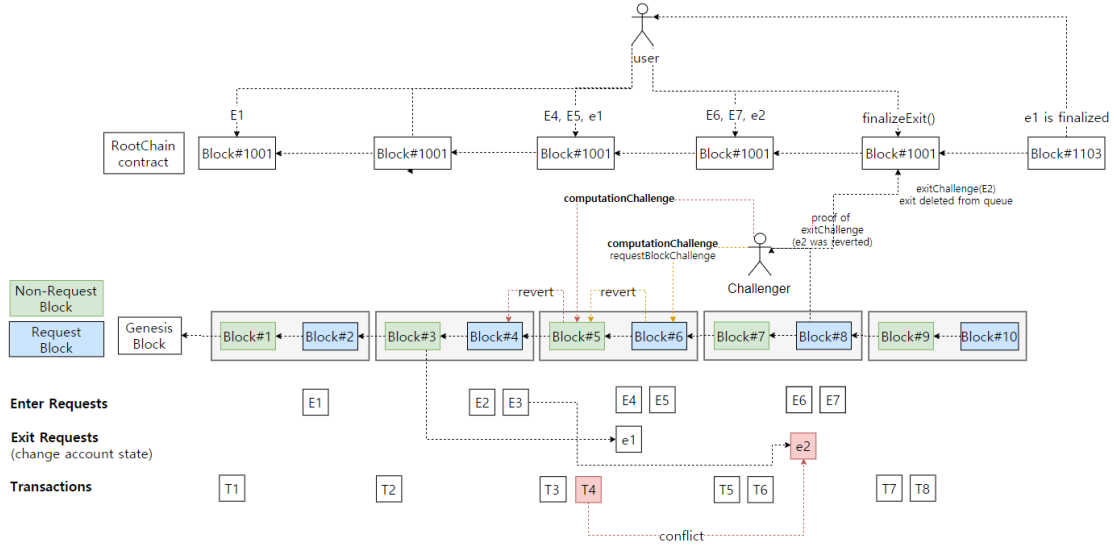 user
E1
E4, E5, e1
E6, E7, e2
finalizeExit()
e1 is finalized
RootChain
contract
Block#1001
Block#1001
Block#1001
Block#1001
Block#1001
Block#1103
exitChallenge(E2)
exit deleted from queue
computationChallenge
proof of
exitChallenge
(e2 was reverted)
computationChallenge
requestBlockChallenge
Challenger
Non-Request
Block
Request
Block
revert
revert
Genesis
Block
Block#1
Block#2
Block#3
Block#4
Block#5
Block#6
Block#7
Block#8
Block#9
Block#10
Enter Requests
E1
E2
E3
E4
E5
E6
E7
Exit Requests
(change account state)
e1
e2
Transactions
T1
T2
T3
T4
T5
T6
T7
T8
conflict